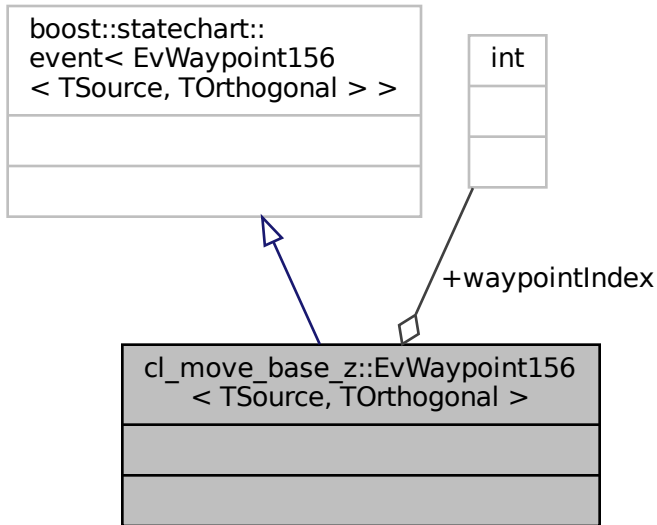 boost::statechart::
event< EvWaypoint156
< TSource, TOrthogonal > >
int
+waypointIndex
cl_move_base_z::EvWaypoint156
< TSource, TOrthogonal >